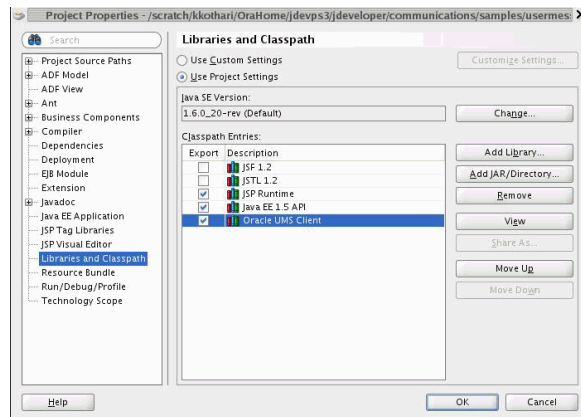 Project Properties - /scratch/kkothari/OraHome/jdevps3/jdeveloper/communications/samples/usermes
Search
Project Source Paths
ADF Model
ADF View
Ant
Business Components
Compiler
Dependencies
Deployment
EJB Module
Extension
Javadoc
Java EE Application
JSP Tag Libraries
JSP Visual Editor
Libraries and Classpath
Resource Bundle
Run/Debug/Profile
Technology Scope
Libraries and Classpath
Use Custom Settings
Customize Settings...
Use Project Settings
Java SE Version:
1.6.0_20-rev (Default)
Change...
Classpath Entries:
Export Description
JSF 1.2
JSTL 1.2
JSP Runtime
Java EE 1.5 API
Oracle UMS Client
Add Library...
Add JAR/Directory...
Remove
View
Share As...
Move Up
Move Down
Help
OK
Cancel